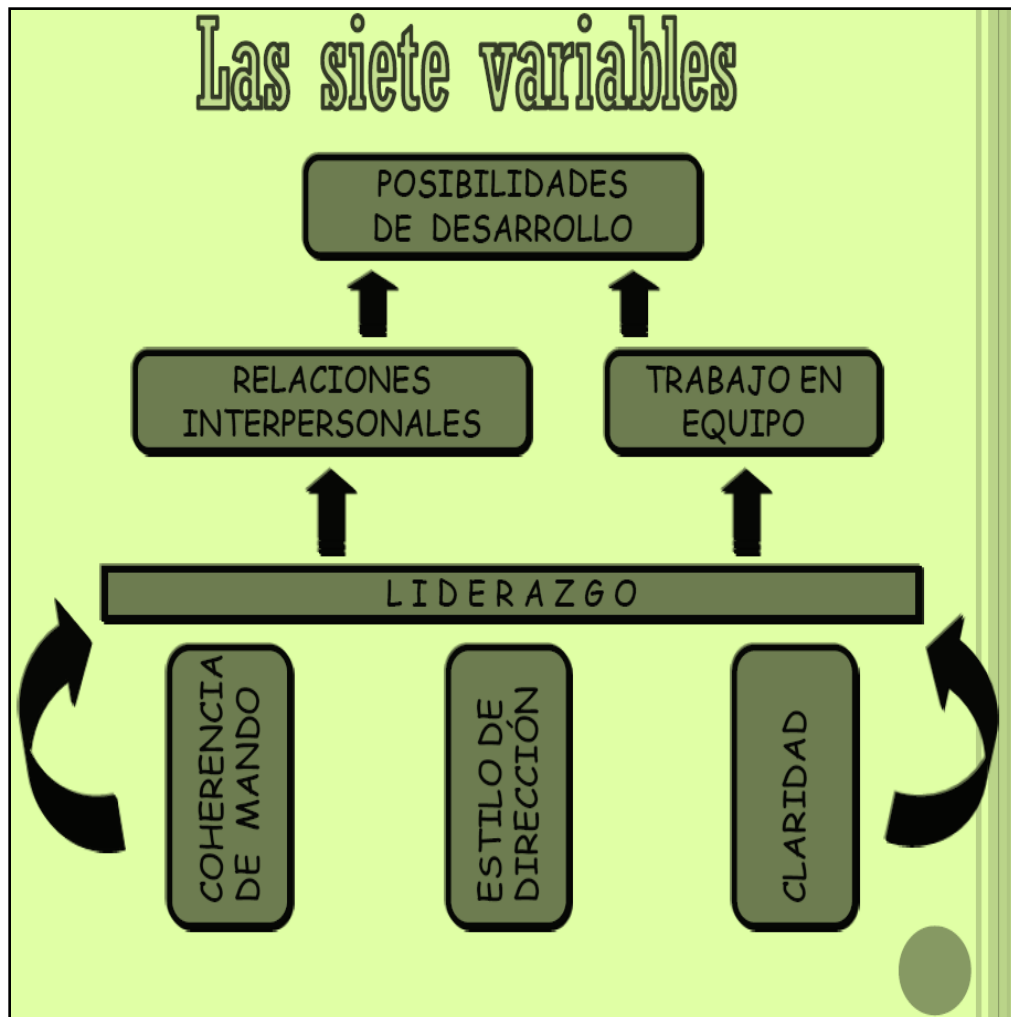 Las siete variables
POSIBILIDADES
DE DESARROLLO
RELACIONES
INTERPERSONALES
TRABAJO EN
EQUIPO
LIDERAZGO
COHERENCIA
DE MANDO
ESTILO DE
DIRECCIÓN
CLARIDAD